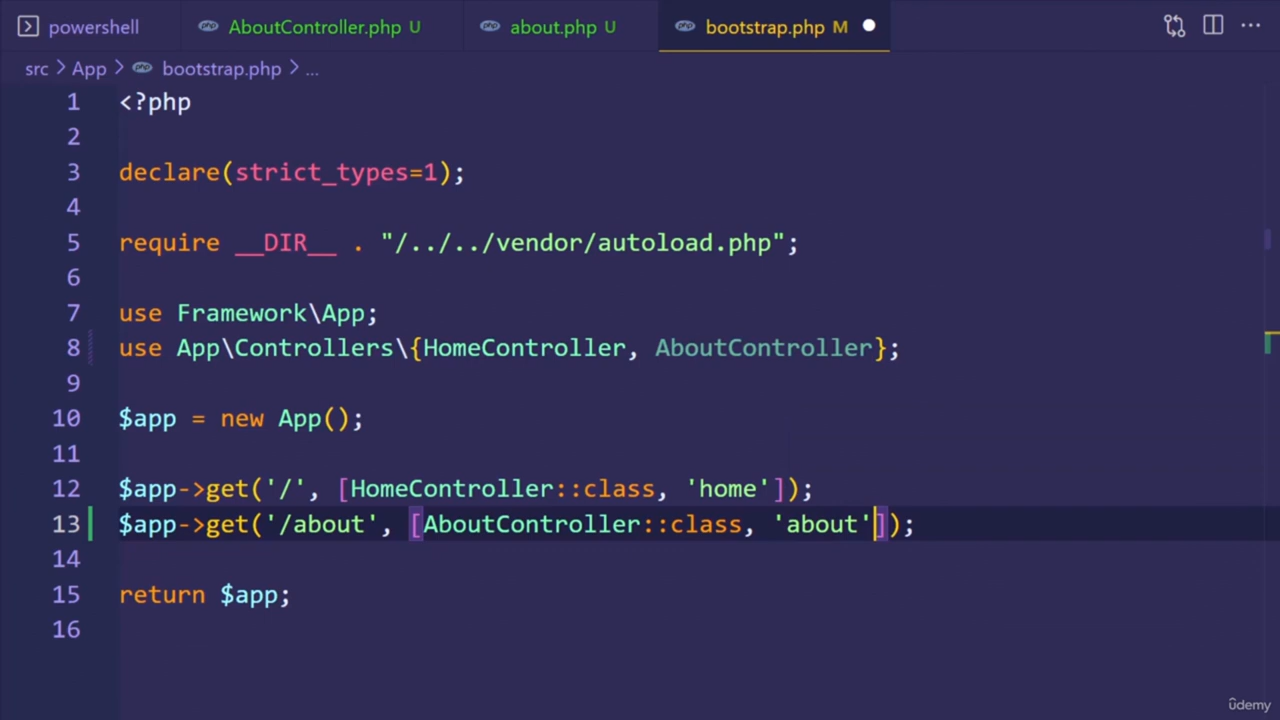 powershell
AboutController.php U
about.php U
bootstrap.php M
src > App > bootstrap.php > ...
1 <?php
2
3 declare(strict_types=1);
4
5 require __DIR__ . "/../../vendor/autoload.php";
6
7 use Framework\App;
8 use App\Controllers\{HomeController, AboutController};
9
10 $app = new App();
11
12 $app->get('/', [HomeController::class, 'home']);
13 $app->get('/about', [AboutController::class, 'about']);
14
15 return $app;
16
ûdemy